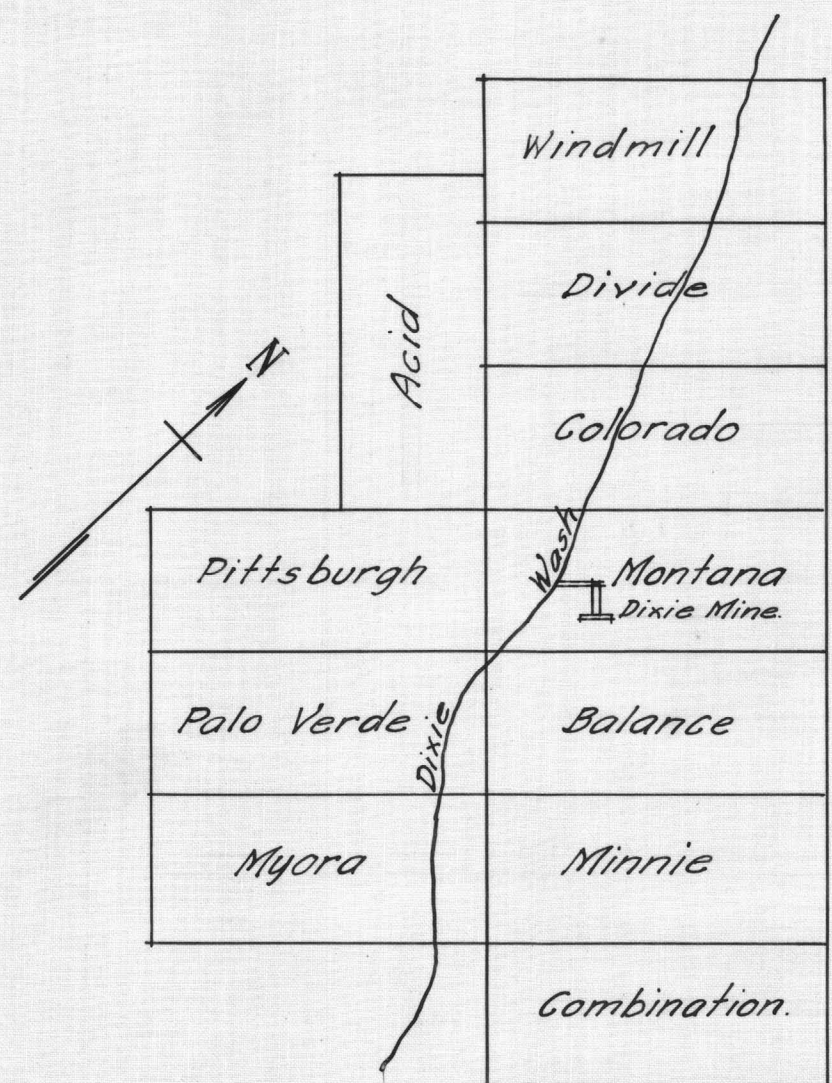 Windmill
Divide
Acid
N
Colorado
Pittsburgh
Wash
Montana
Dixie Mine.
Palo Verde
Dixie
Balance
Myora
Minnie
Combination.